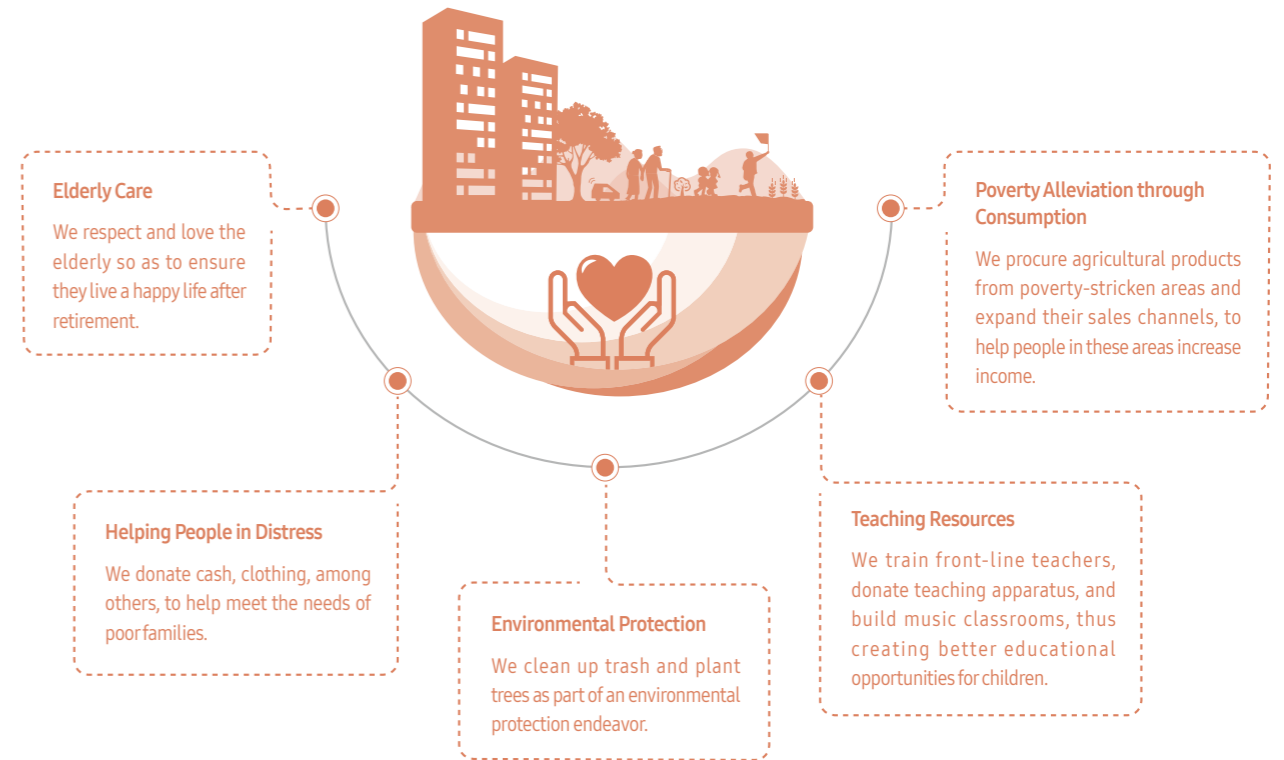 Elderly Care
We respect and love the
elderly so as to ensure
they live a happy life after
retirement.
Helping People in Distress
We donate cash, clothing, among
others, to help meet the needs of
poor families.
Environmental Protection
We clean up trash and plant
trees as part of an environmental
protection endeavor.
Teaching Resources
We train front-line teachers,
donate teaching apparatus, and
build music classrooms, thus
creating better educational
opportunities for children.
Poverty Alleviation through
Consumption
We procure agricultural products
from poverty-stricken areas and
expand their sales channels, to
help people in these areas increase
income.